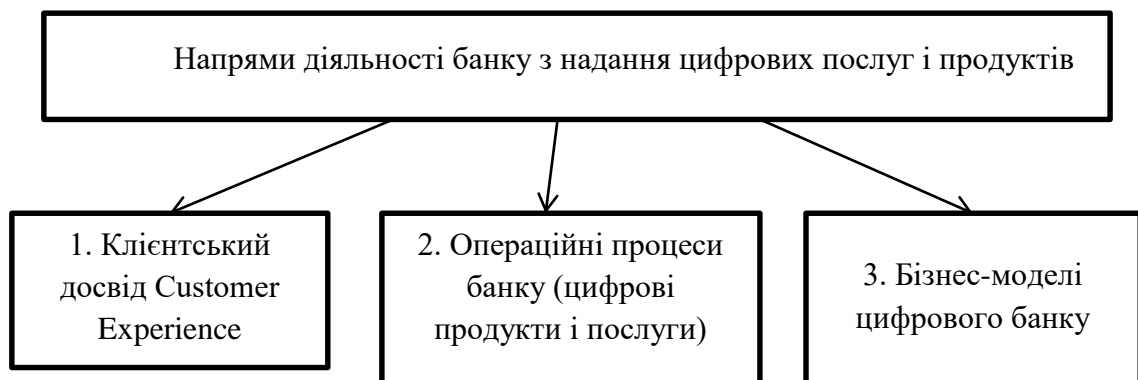 Напрями діяльності банку з надання цифрових послуг і продуктів
1. Клієнтський
досвід Customer
Experience
2. Операційні процеси
банку (цифрові
продукти і послуги)
3. Бізнес-моделі
цифрового банку